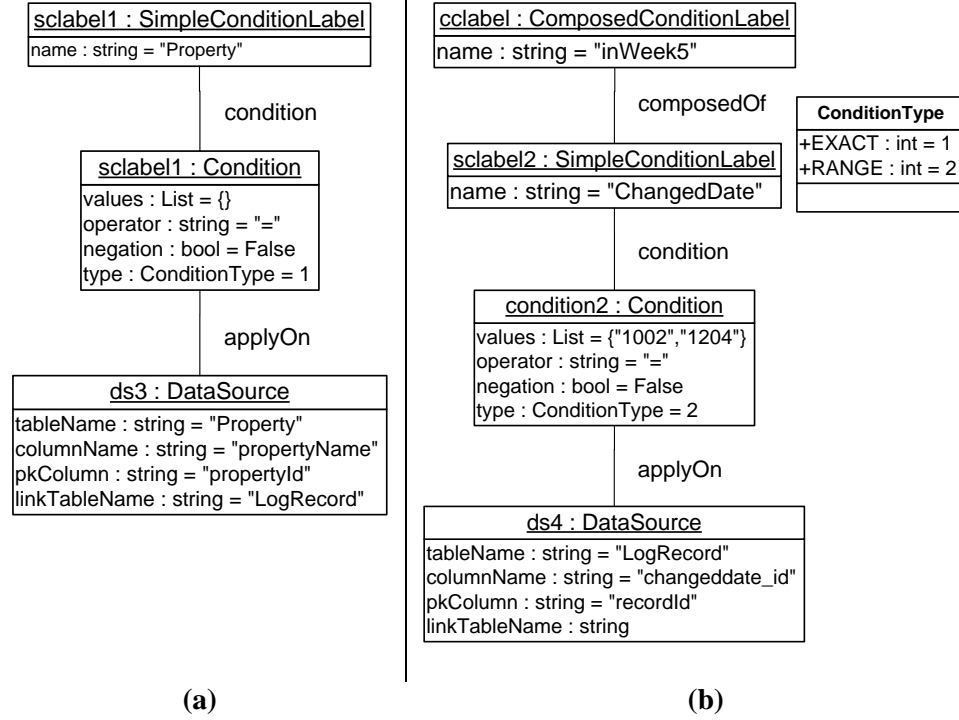 sclabel1 : SimpleConditionLabel
name : string = "Property"
condition
sclabel1 : Condition
values : List = {}
operator : string = "="
negation : bool = False
type : ConditionType = 1
applyOn
ds3 : DataSource
tableName : string = "Property"
columnName : string = "propertyName"
pkColumn : string = "propertyId"
linkTableName : string = "LogRecord"
(a)
cclabel : ComposedConditionLabel
name : string = "inWeek5"
composedOf
ConditionType
+EXACT : int = 1
+RANGE : int = 2
sclabel2 : SimpleConditionLabel
name : string = "ChangedDate"
condition
condition2 : Condition
values : List = {"1002","1204"}
operator : string = "="
negation : bool = False
type : ConditionType = 2
applyOn
ds4 : DataSource
tableName : string = "LogRecord"
columnName : string = "changeddate_id"
pkColumn : string = "recordId"
linkTableName : string
(b)